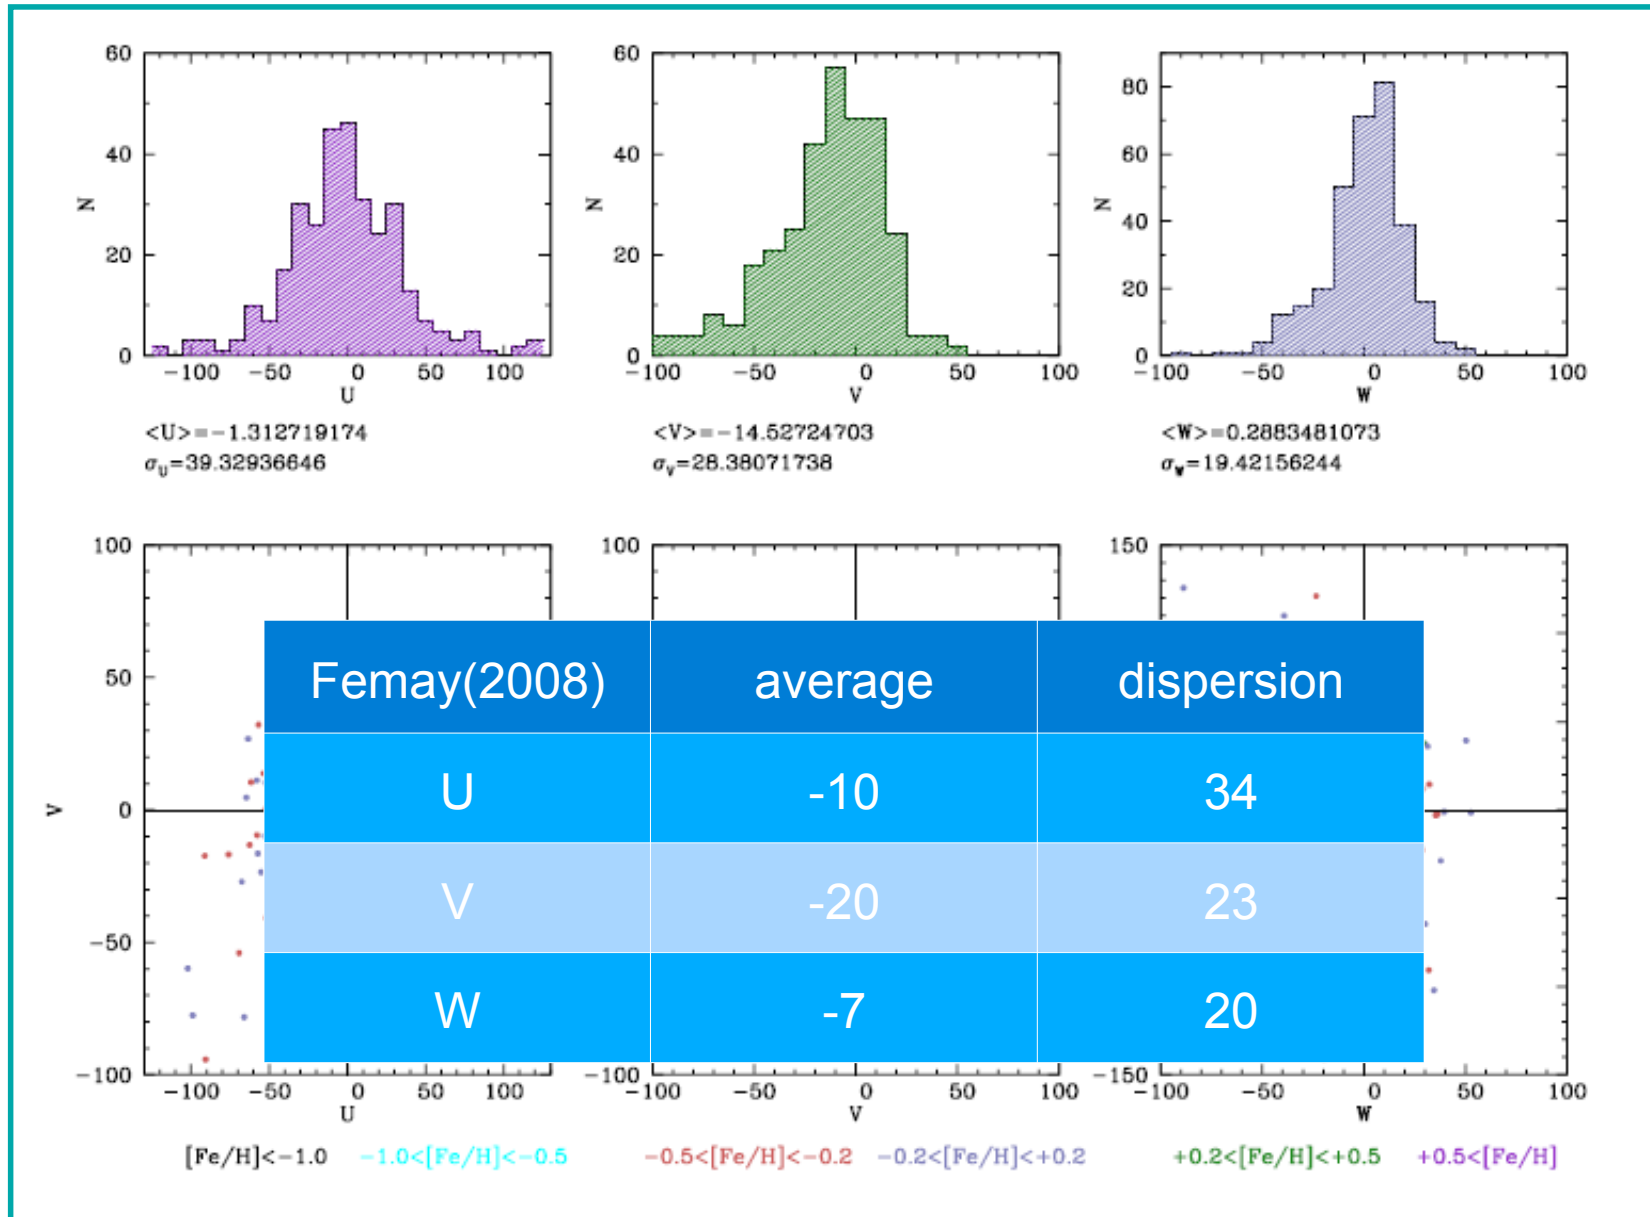 60 60 80
40 40 60
N N N 40
20 20 20
0 0 0
-100 -50 0 50 100 -100 -50 0 50 100 -100 -50 0 50 100
U V W
<U>=-1.312719174 <V>=-14.52724703 <W>=0.2883481073
σU=39.32936646 σV=28.38071738 σW=19.42156244
100 100 150
Femay(2008) average dispersion
50
V 0
U -10 34
V -20 23
-50
W -7 20
-100 -100 -150
-100 -50 0 50 100 -100 -50 0 50 100 -100 -50 0 50 100
U V W
[Fe/H]<-1.0 -1.0<[Fe/H]<-0.5 -0.5<[Fe/H]<-0.2 -0.2<[Fe/H]<+0.2 +0.2<[Fe/H]<+0.5 +0.5<[Fe/H]